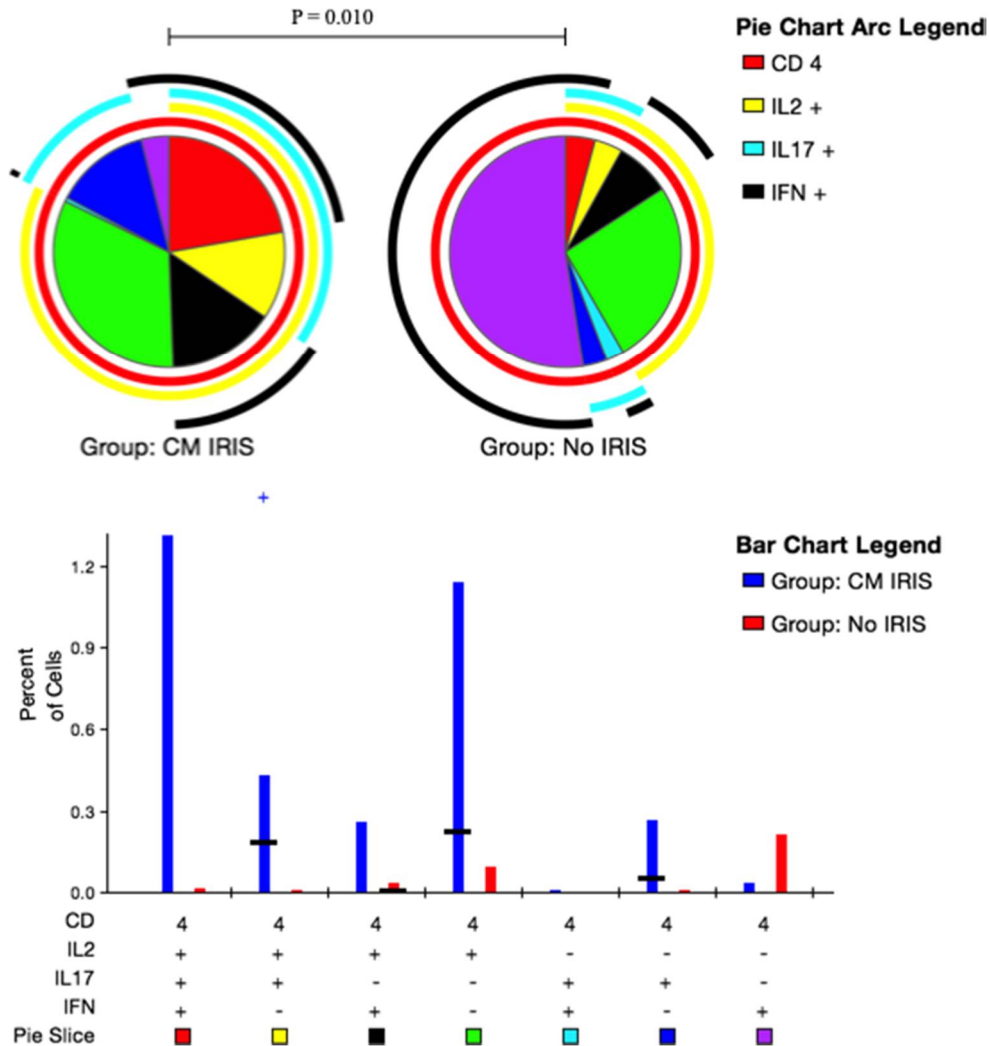 P = 0.010
Pie Chart Arc Legend
CD 4
IL2 +
IL17 +
IFN +
Group: CM IRIS
Group: No IRIS
+
Bar Chart Legend
Group: CM IRIS
Group: No IRIS
Percent
of Cells
1.2
0.9
0.6
0.3
0.0
CD 4 4 4 4 4 4 4
IL2 + + + + - - -
IL17 + + - - + + -
IFN + - + - + - +
Pie Slice